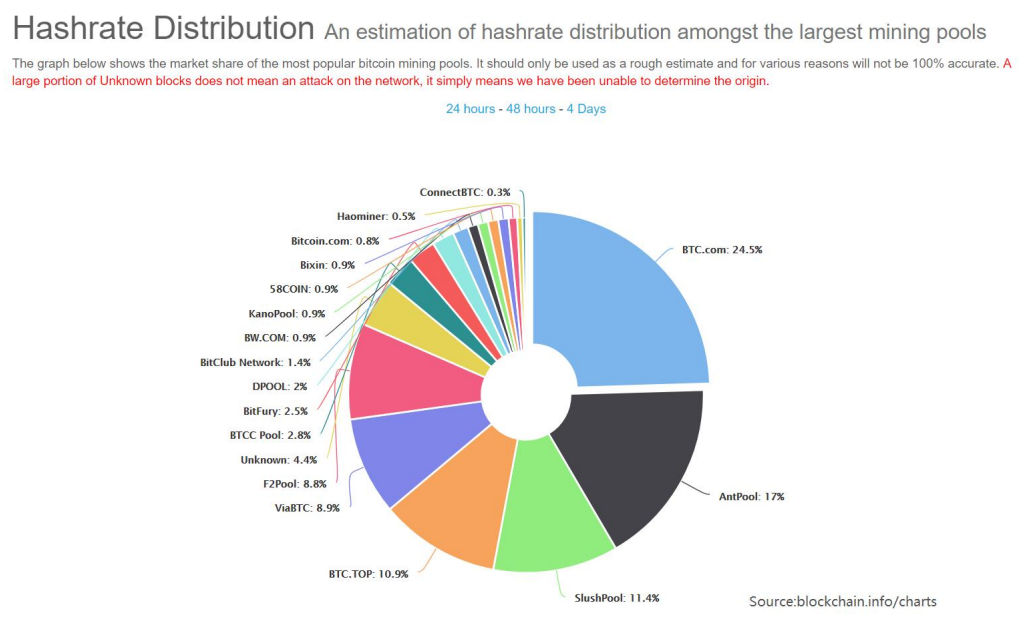 Hashrate Distribution An estimation of hashrate distribution amongst the largest mining pools
The graph below shows the market share of the most popular bitcoin mining pools. It should only be used as a rough estimate and for various reasons will not be 100% accurate. A
large portion of Unknown blocks does not mean an attack on the network, it simply means we have been unable to determine the origin.
24 hours - 48 hours - 4 Days
ConnectBTC: 0.3%
Haominer: 0.5%
Bitcoin.com: 0.8%
BTC.com: 24.5%
Bixin: 0.9%
58COIN: 0.9%
KanoPool: 0.9%
BW.COM: 0.9%
BitClub Network: 1.4%
DPOOL: 2%
BitFury: 2.5%
BTCC Pool: 2.8%
Unknown: 4.4%
F2Pool: 8.8%
AntPool: 17%
ViaBTC: 8.9%
BTC.TOP: 10.9%
SlushPool: 11.4%
Source:blockchain.info/charts